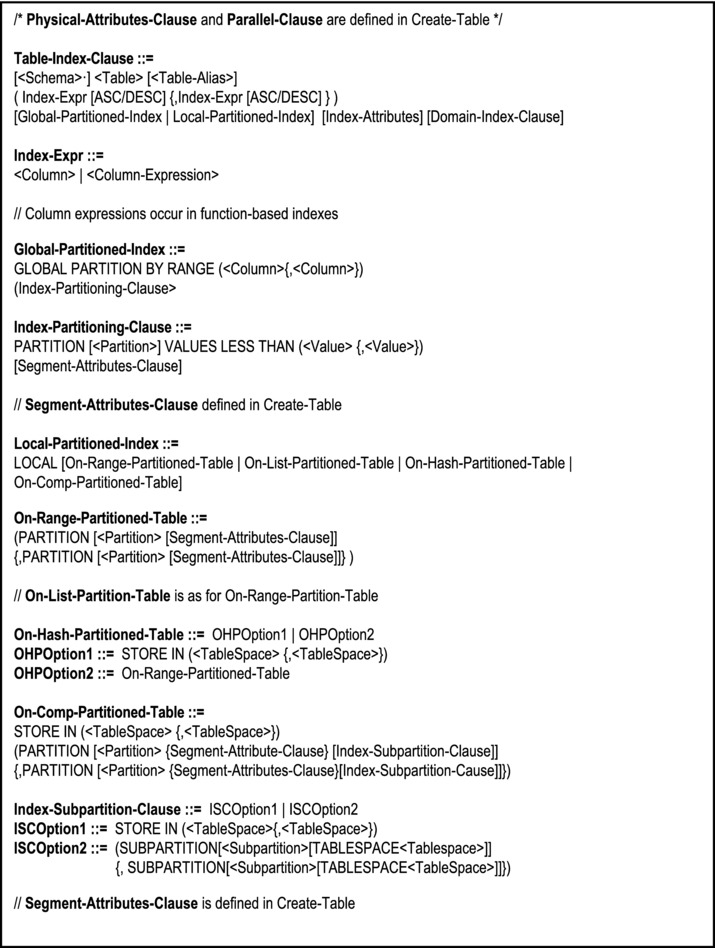 /* Physical-Attributes-Clause and Parallel-Clause are defined in Create-Table */
Table-Index-Clause ::=
[<Schema>·] <Table> [<Table-Alias>]
( Index-Expr [ASC/DESC] {,Index-Expr [ASC/DESC] } )
[Global-Partitioned-Index | Local-Partitioned-Index] [Index-Attributes] [Domain-Index-Clause]
Index-Expr ::=
<Column> | <Column-Expression>
// Column expressions occur in function-based indexes
Global-Partitioned-Index ::=
GLOBAL PARTITION BY RANGE (<Column>{,<Column>})
(Index-Partitioning-Clause>
Index-Partitioning-Clause ::=
PARTITION [<Partition>] VALUES LESS THAN (<Value> {,<Value>})
[Segment-Attributes-Clause]
// Segment-Attributes-Clause defined in Create-Table
Local-Partitioned-Index ::=
LOCAL [On-Range-Partitioned-Table | On-List-Partitioned-Table | On-Hash-Partitioned-Table |
On-Comp-Partitioned-Table]
On-Range-Partitioned-Table ::=
(PARTITION [<Partition> [Segment-Attributes-Clause]]
{,PARTITION [<Partition> [Segment-Attributes-Clause]]} )
// On-List-Partition-Table is as for On-Range-Partition-Table
On-Hash-Partitioned-Table ::= OHPOption1 | OHPOption2
OHPOption1 ::= STORE IN (<TableSpace> {,<TableSpace>})
OHPOption2 ::= On-Range-Partitioned-Table
On-Comp-Partitioned-Table ::=
STORE IN (<TableSpace> {,<TableSpace>})
(PARTITION [<Partition> {Segment-Attribute-Clause} [Index-Subpartition-Clause]]
{,PARTITION [<Partition> {Segment-Attributes-Clause}[Index-Subpartition-Cause]]})
Index-Subpartition-Clause ::= ISCOption1 | ISCOption2
ISCOption1 ::= STORE IN (<TableSpace>{,<TableSpace>})
ISCOption2 ::= (SUBPARTITION[<Subpartition>[TABLESPACE<Tablespace>]]
{, SUBPARTITION[<Subpartition>[TABLESPACE<TableSpace>]]})
// Segment-Attributes-Clause is defined in Create-Table